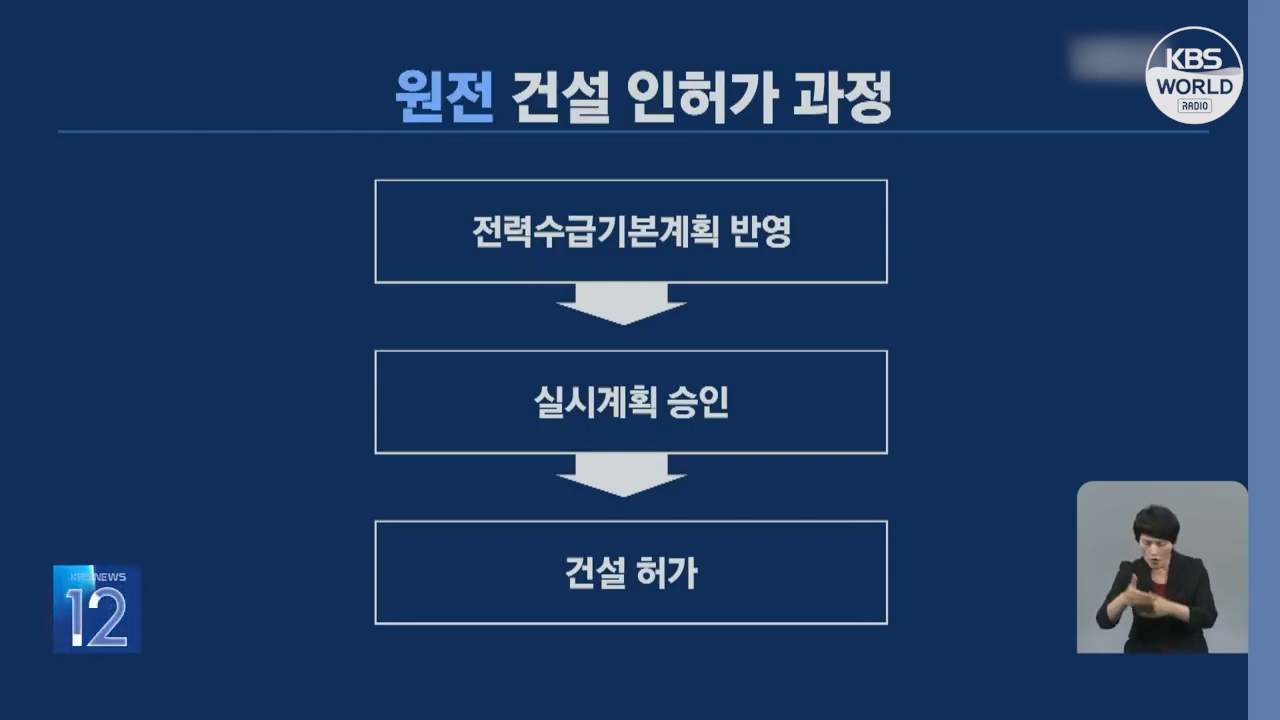 원전 건설 인허가 과정
KBS
WORLD
RADIO
전력수급기본계획 반영
실시계획 승인
건설 허가
KBS NEWS
12